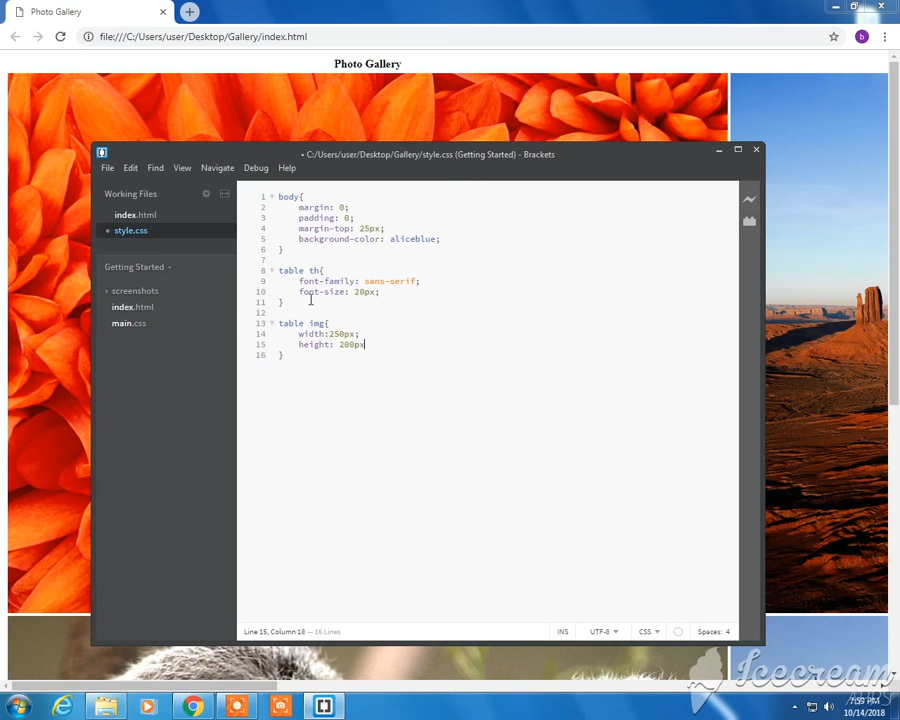 Photo Gallery
file:///C:/Users/user/Desktop/Gallery/index.html
b
Photo Gallery
• C:/Users/user/Desktop/Gallery/style.css (Getting Started) - Brackets
File Edit Find View Navigate Debug Help
Working Files
index.html
• style.css
Getting Started
screenshots
index.html
main.css
1 body{
2 margin: 0;
3 padding: 0;
4 margin-top: 25px;
5 background-color: aliceblue;
6 }
7
8 table th{
9 font-family: sans-serif;
10 font-size: 20px;
11 }
12
13 table img{
14 width:250px;
15 height: 200px
16 }
Line 15, Column 18 — 16 Lines
INS UTF-8 CSS Spaces: 4
Icecream
APPS
7:59 PM
10/14/2018